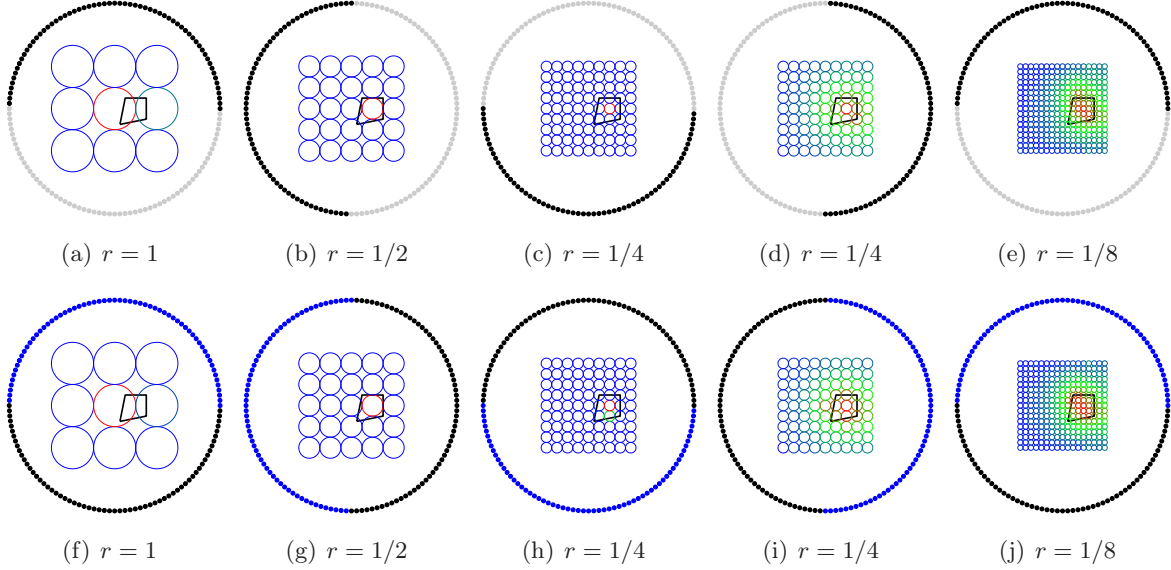 (a) r = 1
(b) r = 1/2
(c) r = 1/4
(d) r = 1/4
(e) r = 1/8
(f) r = 1
(g) r = 1/2
(h) r = 1/4
(i) r = 1/4
(j) r = 1/8